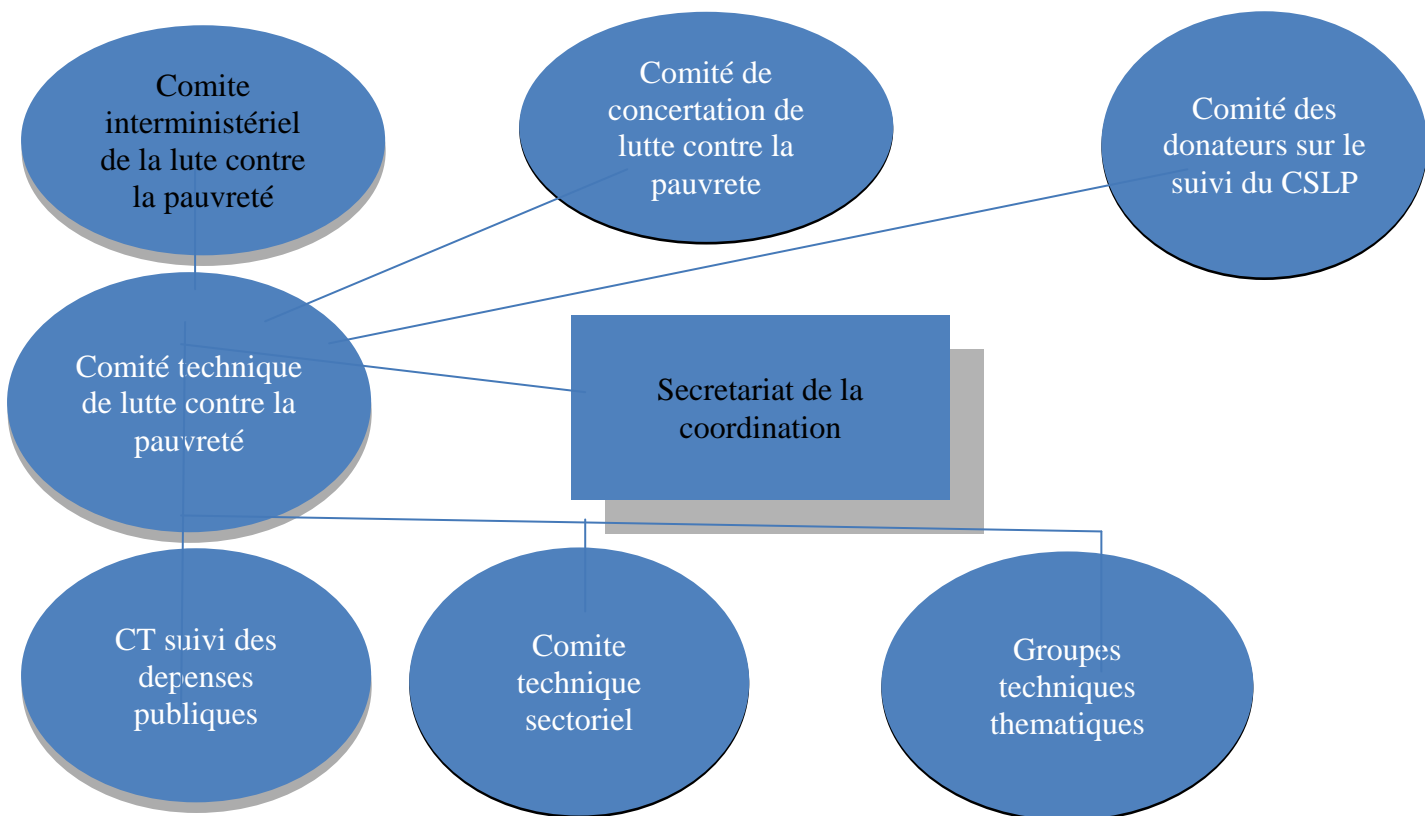 Comite
interministériel
de la lute contre
la pauvreté
Comité de
concertation de
lutte contre la
pauvrete
Comité des
donateurs sur le
suivi du CSLP
Comité technique
de lutte contre la
pauvreté
Secretariat de la
coordination
CT suivi des
depenses
publiques
Comite
technique
sectoriel
Groupes
techniques
thematiques